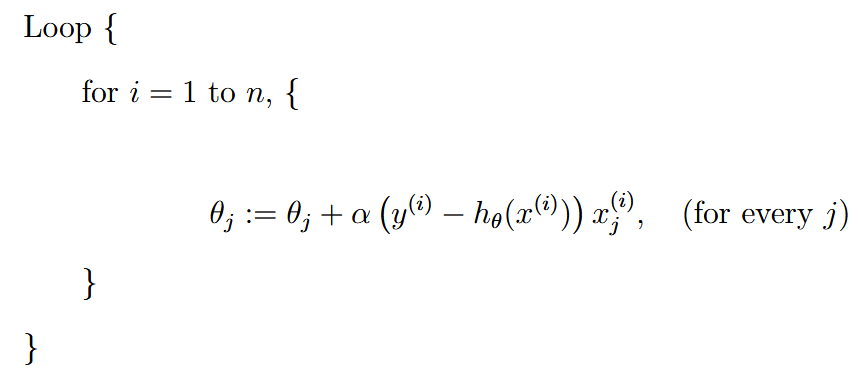 Loop {
for i = 1 to n, {
θ_j := θ_j + α (y^{(i)} − h_θ(x^{(i)})) x_j^{(i)}, (for every j)
}
}